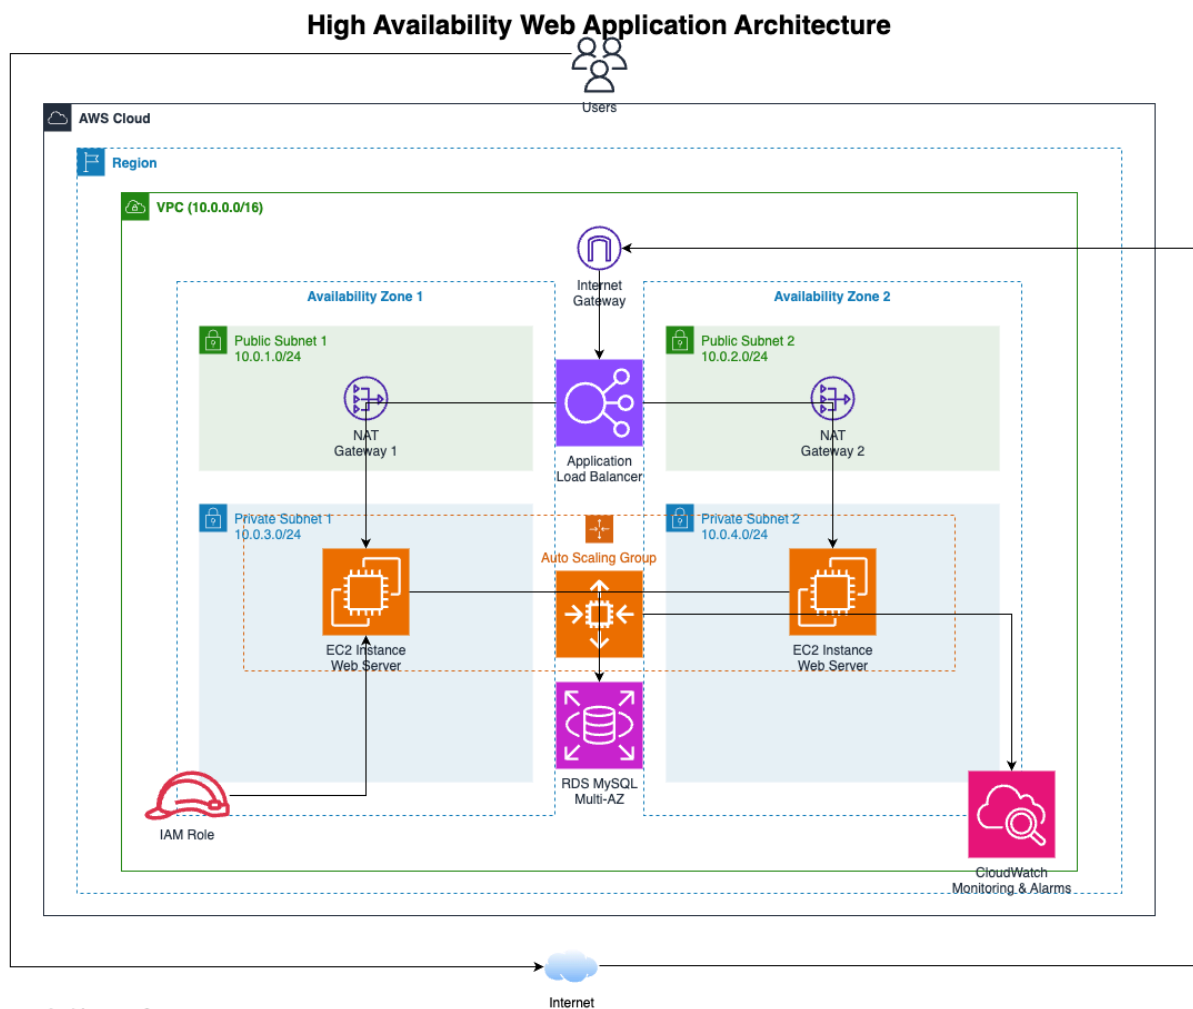 High Availability Web Application Architecture
Users
AWS Cloud
Region
VPC (10.0.0.0/16)
Internet
Gateway
Availability Zone 1
Availability Zone 2
Public Subnet 1
10.0.1.0/24
Public Subnet 2
10.0.2.0/24
NAT
Gateway 1
NAT
Gateway 2
Application
Load Balancer
Private Subnet 1
10.0.3.0/24
Private Subnet 2
10.0.4.0/24
Auto Scaling Group
EC2 Instance
Web Server
EC2 Instance
Web Server
RDS MySQL
Multi-AZ
IAM Role
CloudWatch
Monitoring & Alarms
Internet